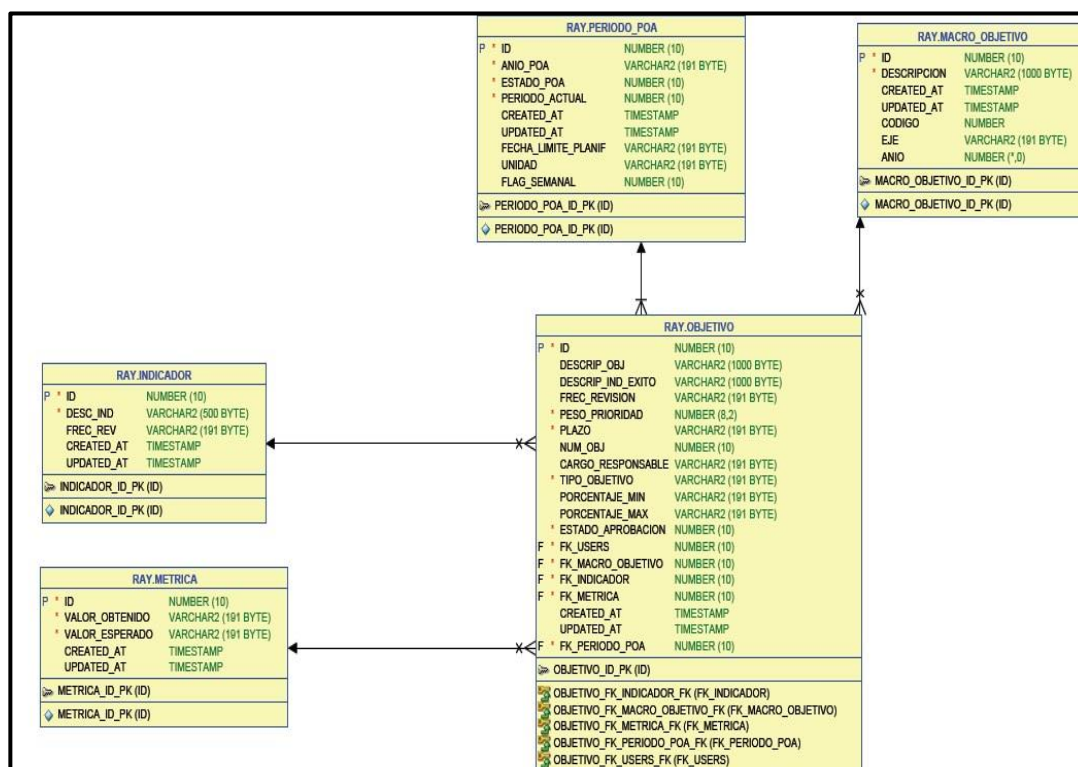 RAY.PERIODO_POA
P * ID NUMBER (10)
* ANIO_POA VARCHAR2 (191 BYTE)
* ESTADO_POA NUMBER (10)
* PERIODO_ACTUAL NUMBER (10)
CREATED_AT TIMESTAMP
UPDATED_AT TIMESTAMP
FECHA_LIMITE_PLANIF VARCHAR2 (191 BYTE)
UNIDAD VARCHAR2 (191 BYTE)
FLAG_SEMANAL NUMBER (10)
PERIODO_POA_ID_PK (ID)
PERIODO_POA_ID_PK (ID)
RAY.MACRO_OBJETIVO
P * ID NUMBER (10)
* DESCRIPCION VARCHAR2 (1000 BYTE)
CREATED_AT TIMESTAMP
UPDATED_AT TIMESTAMP
CODIGO NUMBER
EJE VARCHAR2 (191 BYTE)
ANIO NUMBER (*,0)
MACRO_OBJETIVO_ID_PK (ID)
MACRO_OBJETIVO_ID_PK (ID)
RAY.INDICADOR
P * ID NUMBER (10)
* DESC_IND VARCHAR2 (500 BYTE)
FREC_REV VARCHAR2 (191 BYTE)
CREATED_AT TIMESTAMP
UPDATED_AT TIMESTAMP
INDICADOR_ID_PK (ID)
INDICADOR_ID_PK (ID)
RAY.METRICA
P * ID NUMBER (10)
* VALOR_OBTENIDO VARCHAR2 (191 BYTE)
* VALOR_ESPERADO VARCHAR2 (191 BYTE)
CREATED_AT TIMESTAMP
UPDATED_AT TIMESTAMP
METRICA_ID_PK (ID)
METRICA_ID_PK (ID)
RAY.OBJETIVO
P * ID NUMBER (10)
DESCRIP_OBJ VARCHAR2 (1000 BYTE)
DESCRIP_IND_EXITO VARCHAR2 (1000 BYTE)
FREC_REVISION VARCHAR2 (191 BYTE)
* PESO_PRIORIDAD NUMBER (8,2)
* PLAZO VARCHAR2 (191 BYTE)
NUM_OBJ NUMBER (10)
CARGO_RESPONSABLE VARCHAR2 (191 BYTE)
* TIPO_OBJETIVO VARCHAR2 (191 BYTE)
PORCENTAJE_MIN VARCHAR2 (191 BYTE)
PORCENTAJE_MAX VARCHAR2 (191 BYTE)
* ESTADO_APROBACION NUMBER (10)
F * FK_USERS NUMBER (10)
F * FK_MACRO_OBJETIVO NUMBER (10)
F * FK_INDICADOR NUMBER (10)
F * FK_METRICA NUMBER (10)
CREATED_AT TIMESTAMP
UPDATED_AT TIMESTAMP
F * FK_PERIODO_POA NUMBER (10)
OBJETIVO_ID_PK (ID)
OBJETIVO_FK_INDICADOR_FK (FK_INDICADOR)
OBJETIVO_FK_MACRO_OBJETIVO_FK (FK_MACRO_OBJETIVO)
OBJETIVO_FK_METRICA_FK (FK_METRICA)
OBJETIVO_FK_PERIODO_POA_FK (FK_PERIODO_POA)
OBJETIVO_FK_USERS_FK (FK_USERS)